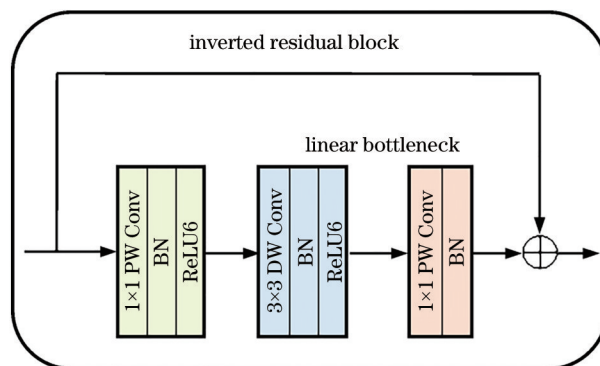 inverted residual block
linear bottleneck
1×1 PW Conv
BN
ReLU6
3×3 DW Conv
BN
ReLU6
1×1 PW Conv
BN